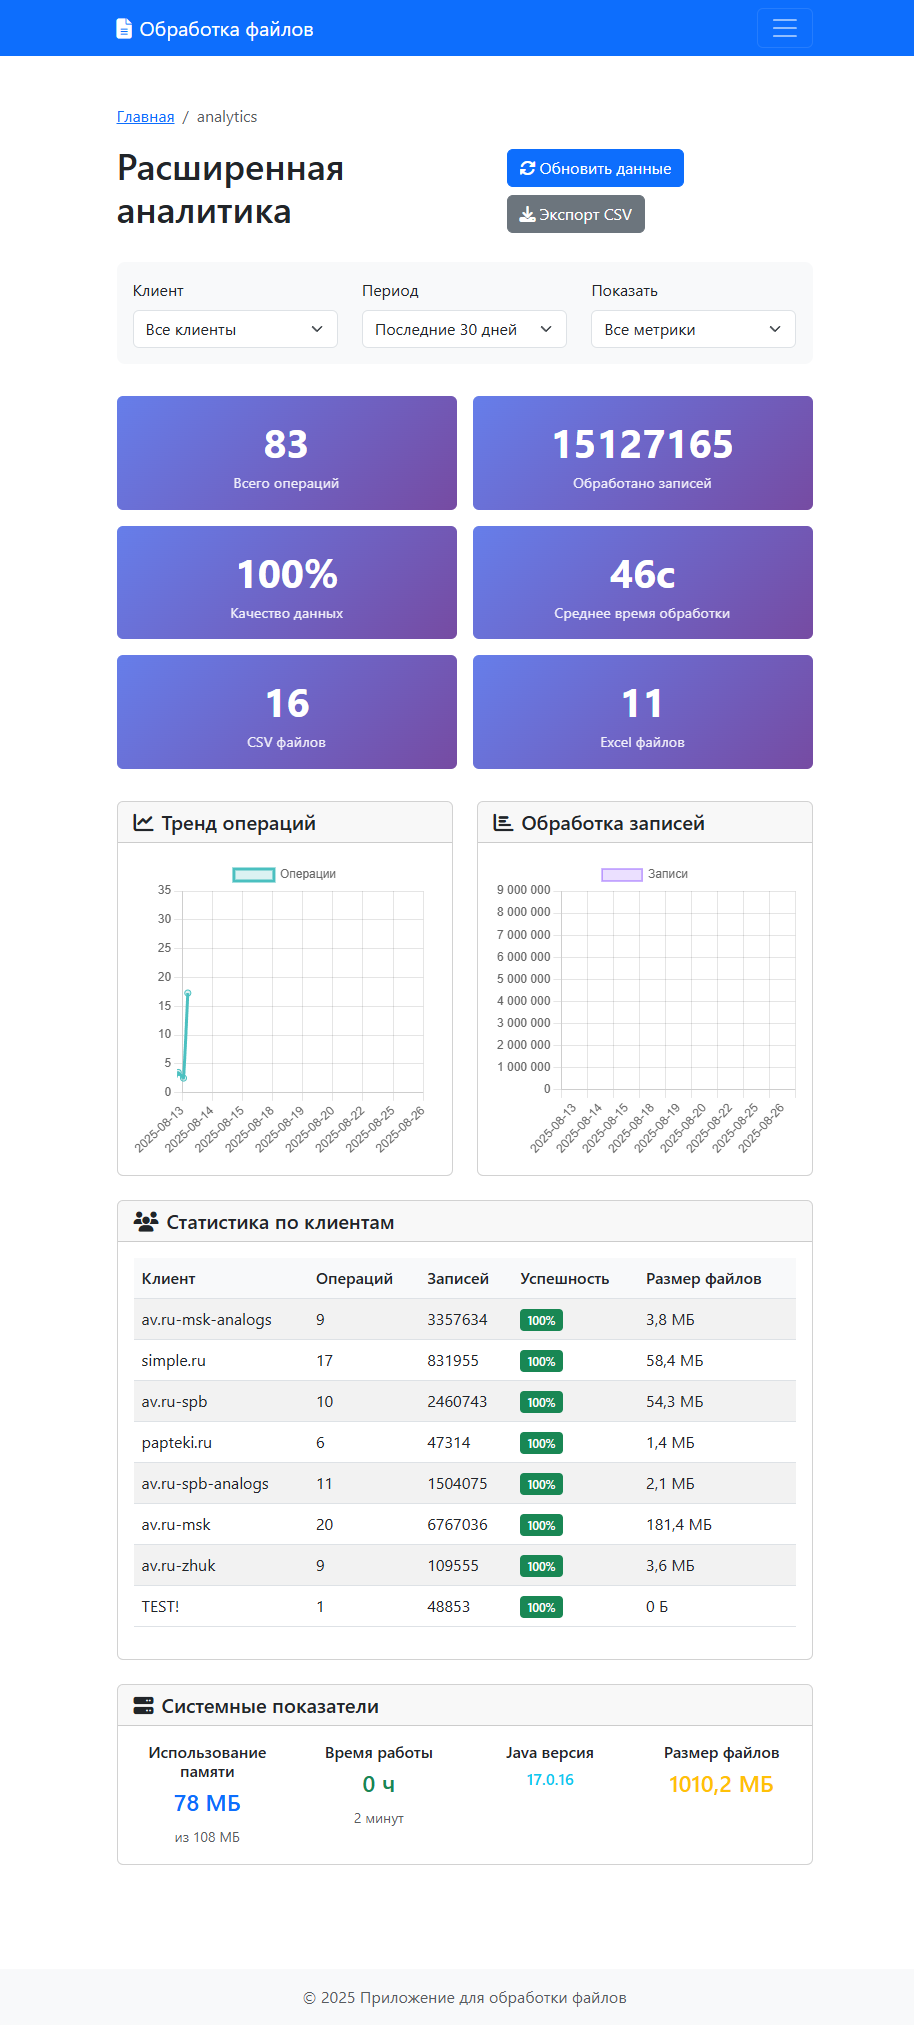 Обработка файлов
Главная / analytics
Расширенная
аналитика
Обновить данные
Экспорт CSV
Клиент
Период
Показать
Все клиенты
Последние 30 дней
Все метрики
83
Всего операций
15127165
Обработано записей
100%
Качество данных
46с
Среднее время обработки
16
CSV файлов
11
Excel файлов
Тренд операций
Операции
35
30
25
20
15
10
5
0
2025-08-13
2025-08-14
2025-08-15
2025-08-18
2025-08-19
2025-08-20
2025-08-22
2025-08-25
2025-08-26
Обработка записей
Записи
9 000 000
8 000 000
7 000 000
6 000 000
5 000 000
4 000 000
3 000 000
2 000 000
1 000 000
0
2025-08-13
2025-08-14
2025-08-15
2025-08-18
2025-08-19
2025-08-20
2025-08-22
2025-08-25
2025-08-26
Статистика по клиентам
Клиент Операций Записей Успешность Размер файлов
av.ru-msk-analogs 9 3357634 100% 3,8 МБ
simple.ru 17 831955 100% 58,4 МБ
av.ru-spb 10 2460743 100% 54,3 МБ
papteki.ru 6 47314 100% 1,4 МБ
av.ru-spb-analogs 11 1504075 100% 2,1 МБ
av.ru-msk 20 6767036 100% 181,4 МБ
av.ru-zhuk 9 109555 100% 3,6 МБ
TEST! 1 48853 100% 0 Б
Системные показатели
Использование
памяти
78 МБ
из 108 МБ
Время работы
0 ч
2 минут
Java версия
17.0.16
Размер файлов
1010,2 МБ
© 2025 Приложение для обработки файлов